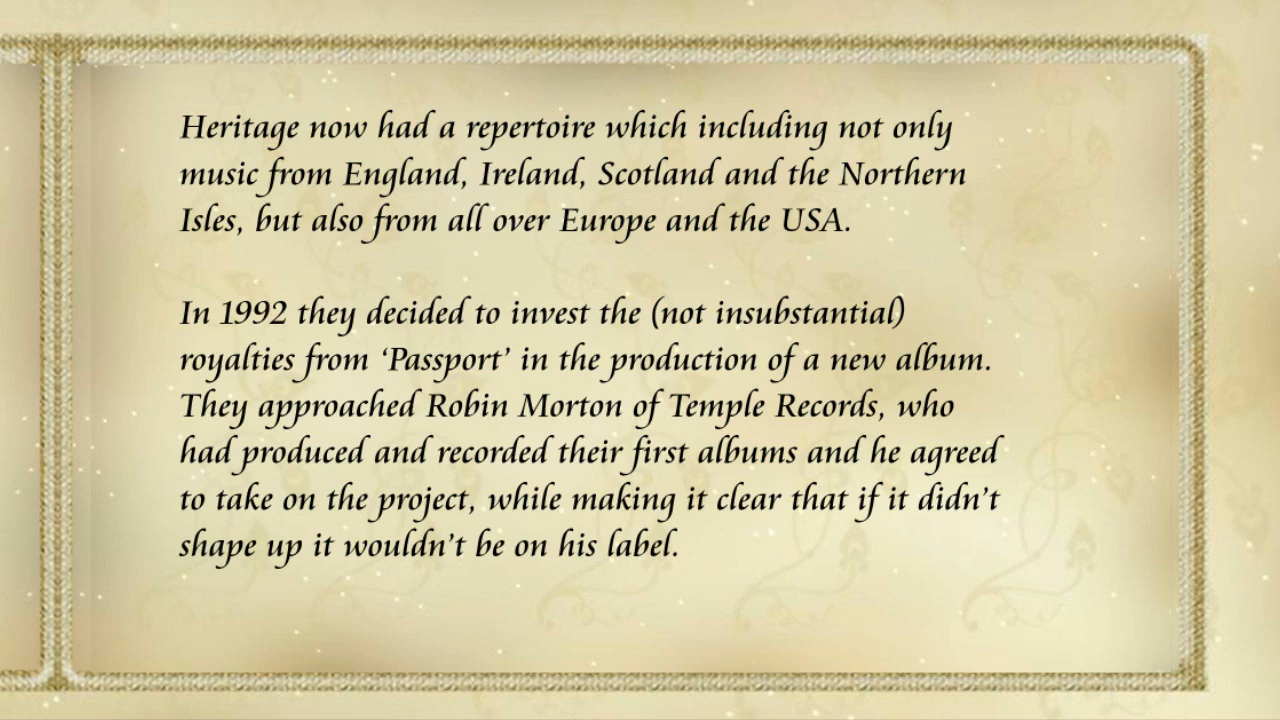 Heritage now had a repertoire which including not only
music from England, Ireland, Scotland and the Northern
Isles, but also from all over Europe and the USA.
In 1992 they decided to invest the (not insubstantial)
royalties from ‘Passport’ in the production of a new album.
They approached Robin Morton of Temple Records, who
had produced and recorded their first albums and he agreed
to take on the project, while making it clear that if it didn’t
shape up it wouldn’t be on his label.